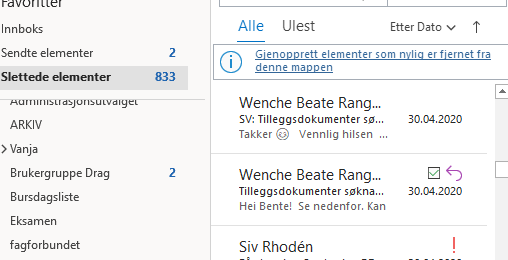 Favoritter
Innboks
Sendte elementer 2
Slettede elementer 833
Administrasjonsutvalget
ARKIV
Vanja
Brukergruppe Drag 2
Bursdagsliste
Eksamen
fagforbundet
Alle Ulest Etter Dato
Gjenopprett elementer som nylig er fjernet fra
denne mappen
Wenche Beate Rang...
SV: Tilleggsdokumenter sø... 30.04.2020
Takker Vennlig hilsen ...
Wenche Beate Rang...
Tilleggsdokumenter søkna... 30.04.2020
Hei Bente! Se nedenfor. Kan
Siv Rhodén